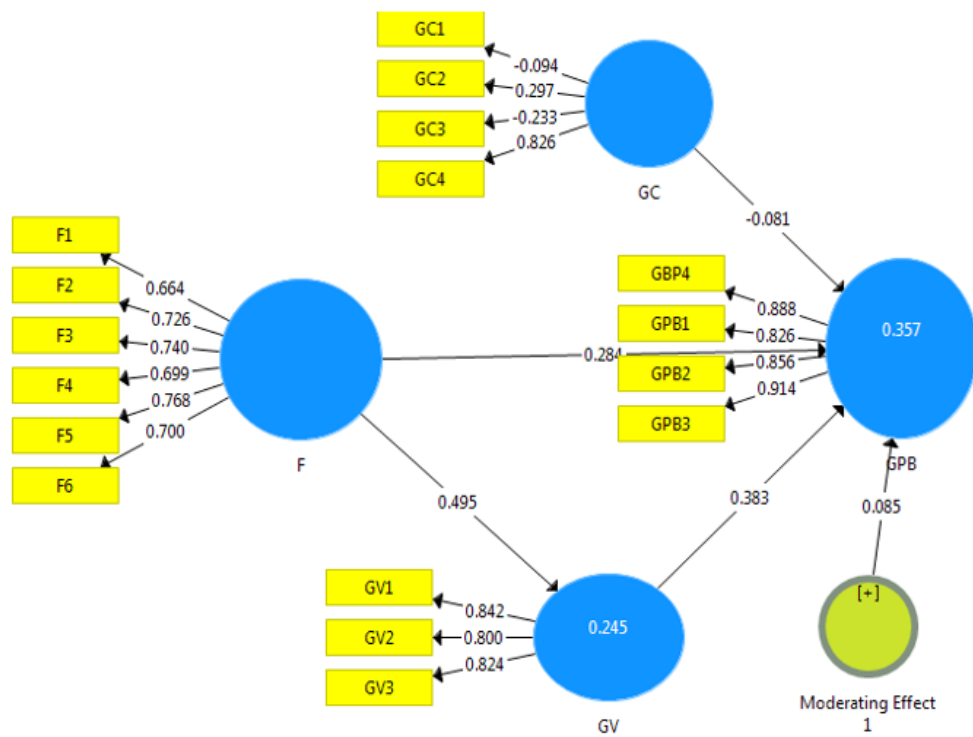 GC1
GC2
GC3
GC4
-0.094
0.297
-0.233
0.826
GC
-0.081
F1
F2
F3
F4
F5
F6
0.664
0.726
0.740
0.699
0.768
0.700
F
0.284
0.495
GBP4
GPB1
GPB2
GPB3
0.888
0.826
0.856
0.914
0.357
GPB
0.383
0.085
GV1
GV2
GV3
0.842
0.800
0.824
0.245
GV
[+]
Moderating Effect
1